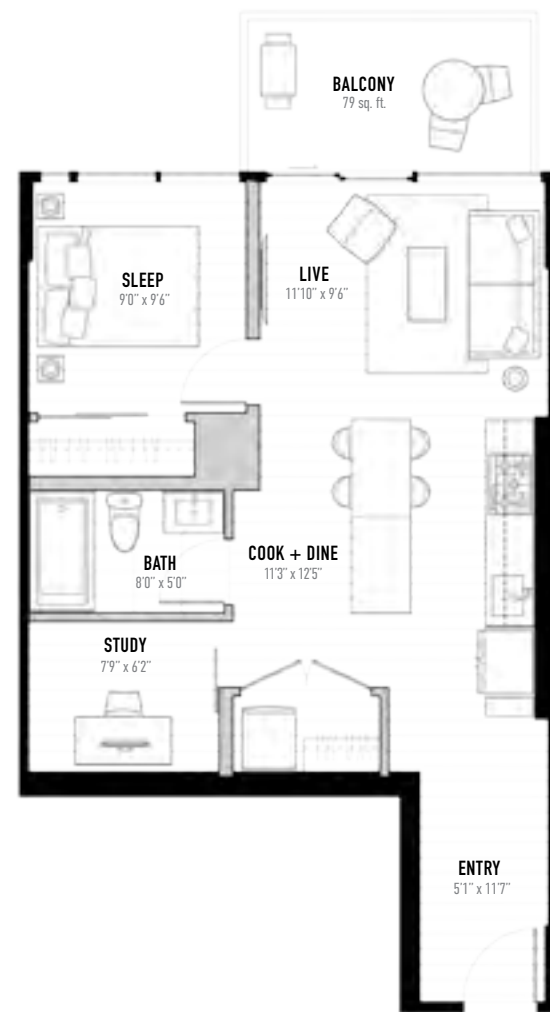 BALCONY
79 sq. ft.
SLEEP
9'0" x 9'6"
LIVE
11'10" x 9'6"
COOK + DINE
11'3" x 12'5"
BATH
8'0" x 5'0"
STUDY
7'9" x 6'2"
ENTRY
5'1" x 11'7"